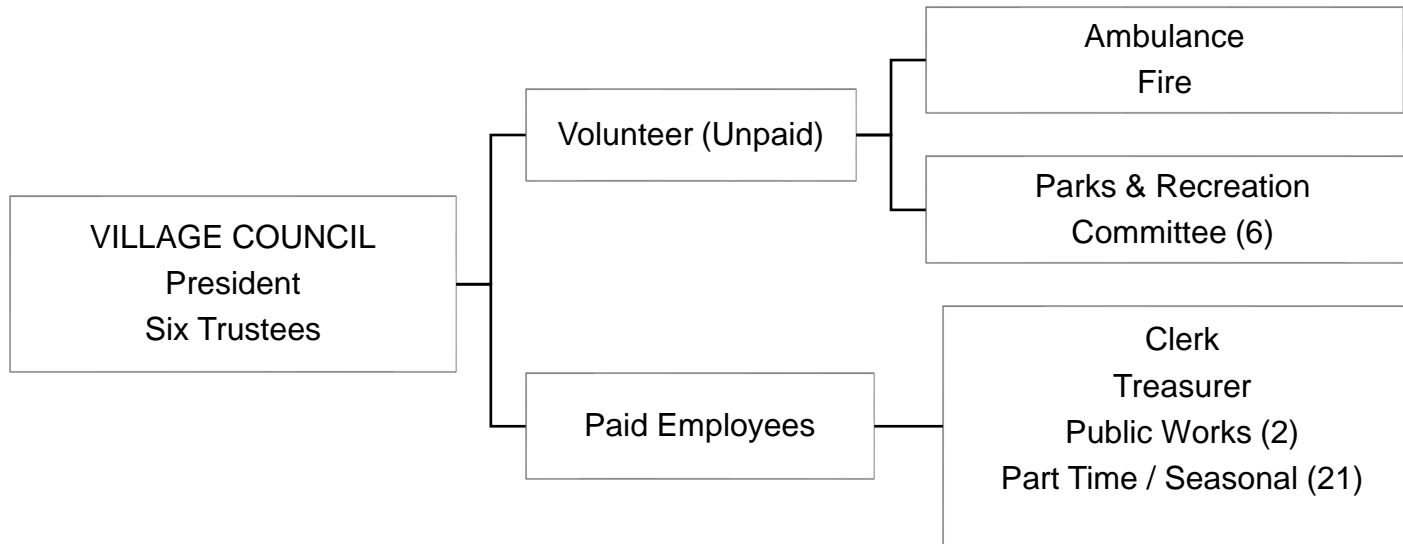 VILLAGE COUNCIL
President
Six Trustees
Volunteer (Unpaid)
Ambulance
Fire
Parks & Recreation
Committee (6)
Paid Employees
Clerk
Treasurer
Public Works (2)
Part Time / Seasonal (21)